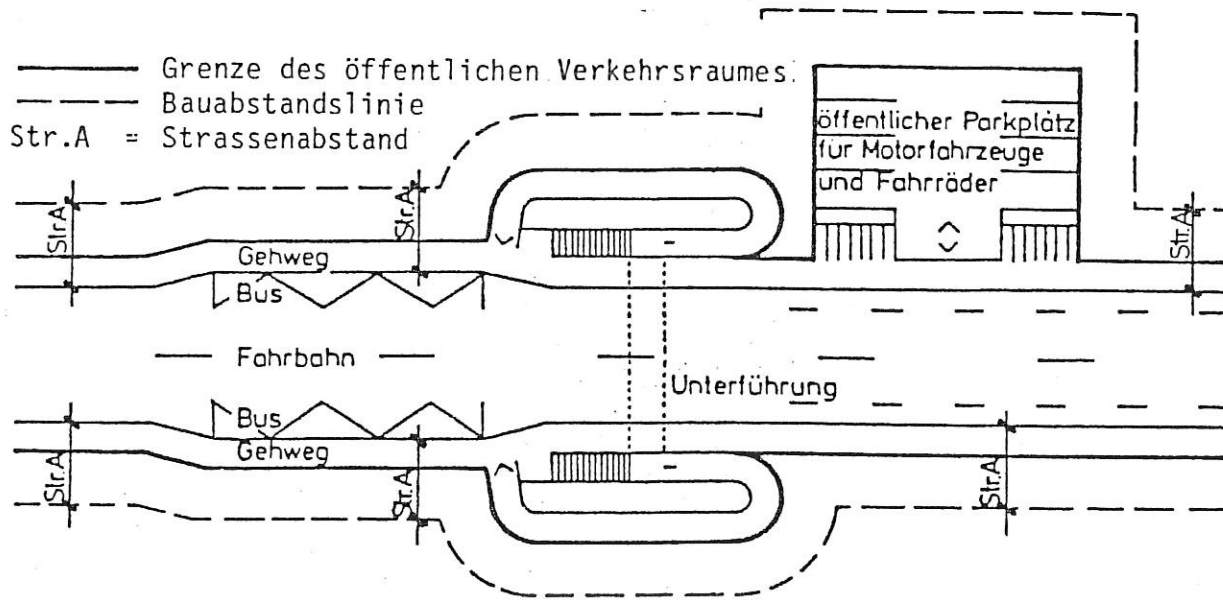 Grenze des öffentlichen Verkehrsraumes.
Bauabstandslinie
Str.A = Strassenabstand
öffentlicher Parkplatz
für Motorfahrzeuge
und Fahrräder
Str.A
Str.A
Str.A
Gehweg
Bus
Fahrbahn
Unterführung
Bus
Gehweg
Str.A
Str.A
Str.A